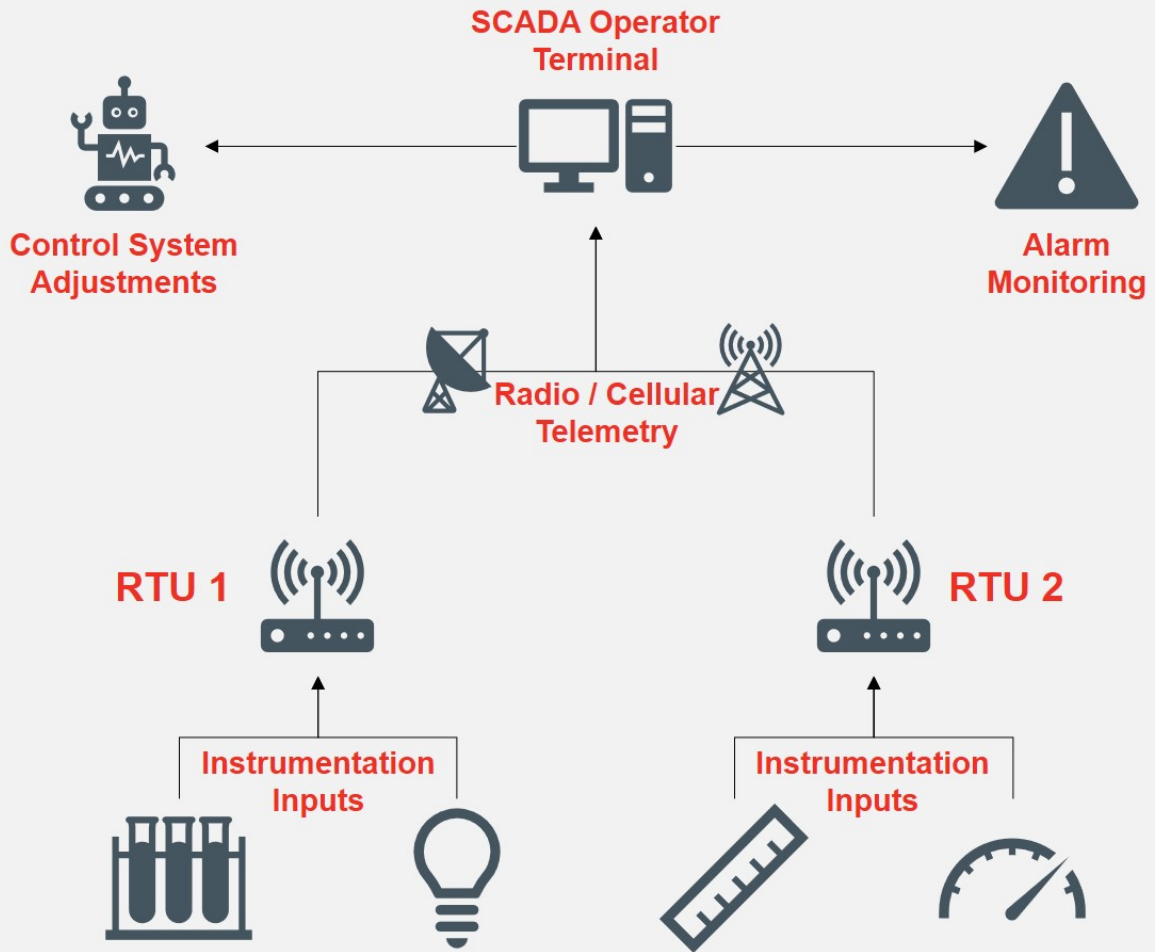 SCADA Operator
Terminal
Control System
Adjustments
Alarm
Monitoring
Radio / Cellular
Telemetry
RTU 1
RTU 2
Instrumentation
Inputs
Instrumentation
Inputs